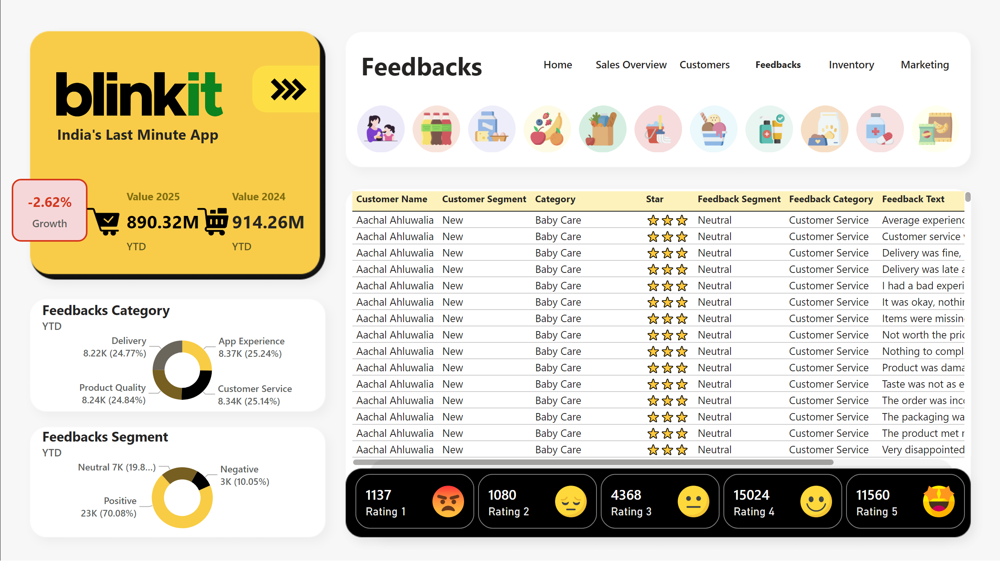 blinkit
India's Last Minute App
-2.62%
Growth
Value 2025
890.32M
YTD
Value 2024
914.26M
YTD
Feedbacks Category
YTD
Delivery
8.22K (24.77%)
App Experience
8.37K (25.24%)
Product Quality
8.24K (24.84%)
Customer Service
8.34K (25.14%)
Feedbacks Segment
YTD
Neutral 7K (19.8...)
Negative
3K (10.05%)
Positive
23K (70.08%)
Feedbacks
Home Sales Overview Customers Feedbacks Inventory Marketing
Customer Name Customer Segment Category Star Feedback Segment Feedback Category Feedback Text
Aachal Ahluwalia New Baby Care Neutral Customer Service Average
Aachal Ahluwalia New Baby Care Neutral Customer Service Customer service
Aachal Ahluwalia New Baby Care Neutral Customer Service Delivery was fine,
Aachal Ahluwalia New Baby Care Neutral Customer Service Delivery was late
Aachal Ahluwalia New Baby Care Neutral Customer Service I had a bad
Aachal Ahluwalia New Baby Care Neutral Customer Service It was okay,
Aachal Ahluwalia New Baby Care Neutral Customer Service Items were
Aachal Ahluwalia New Baby Care Neutral Customer Service Not worth the
Aachal Ahluwalia New Baby Care Neutral Customer Service Nothing to
Aachal Ahluwalia New Baby Care Neutral Customer Service Product was
Aachal Ahluwalia New Baby Care Neutral Customer Service Taste was not as
Aachal Ahluwalia New Baby Care Neutral Customer Service The order was
Aachal Ahluwalia New Baby Care Neutral Customer Service The packaging
Aachal Ahluwalia New Baby Care Neutral Customer Service The product met
Aachal Ahluwalia New Baby Care Neutral Customer Service Very disappointed
1137
Rating 1
1080
Rating 2
4368
Rating 3
15024
Rating 4
11560
Rating 5